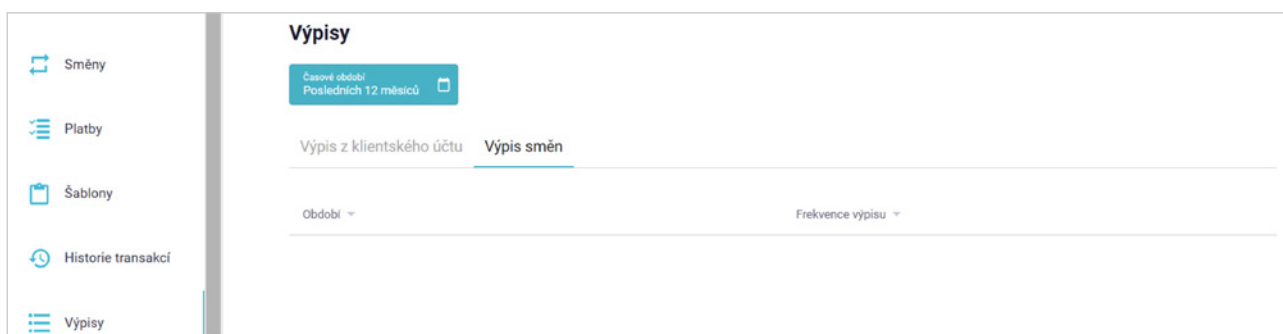 Směny
Platby
Šablony
Historie transakcí
Výpisy
Výpisy
Časové období
Posledních 12 měsíců
Výpis z klientského účtu Výpis směn
Období Frekvence výpisu